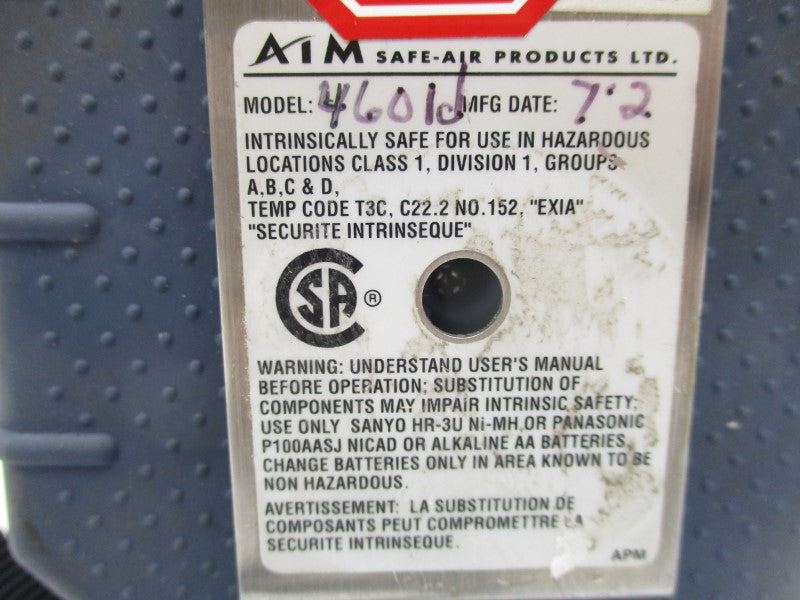 AIM SAFE-AIR PRODUCTS LTD.
MODEL: 4601d MFG DATE: 7.2
INTRINSICALLY SAFE FOR USE IN HAZARDOUS
LOCATIONS CLASS 1, DIVISION 1, GROUPS
A,B,C & D,
TEMP CODE T3C, C22.2 NO.152, "EXIA"
"SECURITE INTRINSEQUE"
CSA ®
WARNING: UNDERSTAND USER'S MANUAL
BEFORE OPERATION; SUBSTITUTION OF
COMPONENTS MAY IMPAIR INTRINSIC SAFETY;
USE ONLY SANYO HR-3U Ni-MH,OR PANASONIC
P100AASJ NICAD OR ALKALINE AA BATTERIES,
CHANGE BATTERIES ONLY IN AREA KNOWN TO BE
NON HAZARDOUS.
AVERTISSEMENT: LA SUBSTITUTION DE
COMPOSANTS PEUT COMPROMETTRE LA
SECURITE INTRINSEQUE.
APM